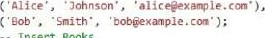 ('Alice', 'Johnson', 'alice@example.com'),
('Bob', 'Smith', 'bob@example.com');
-- Insert Books